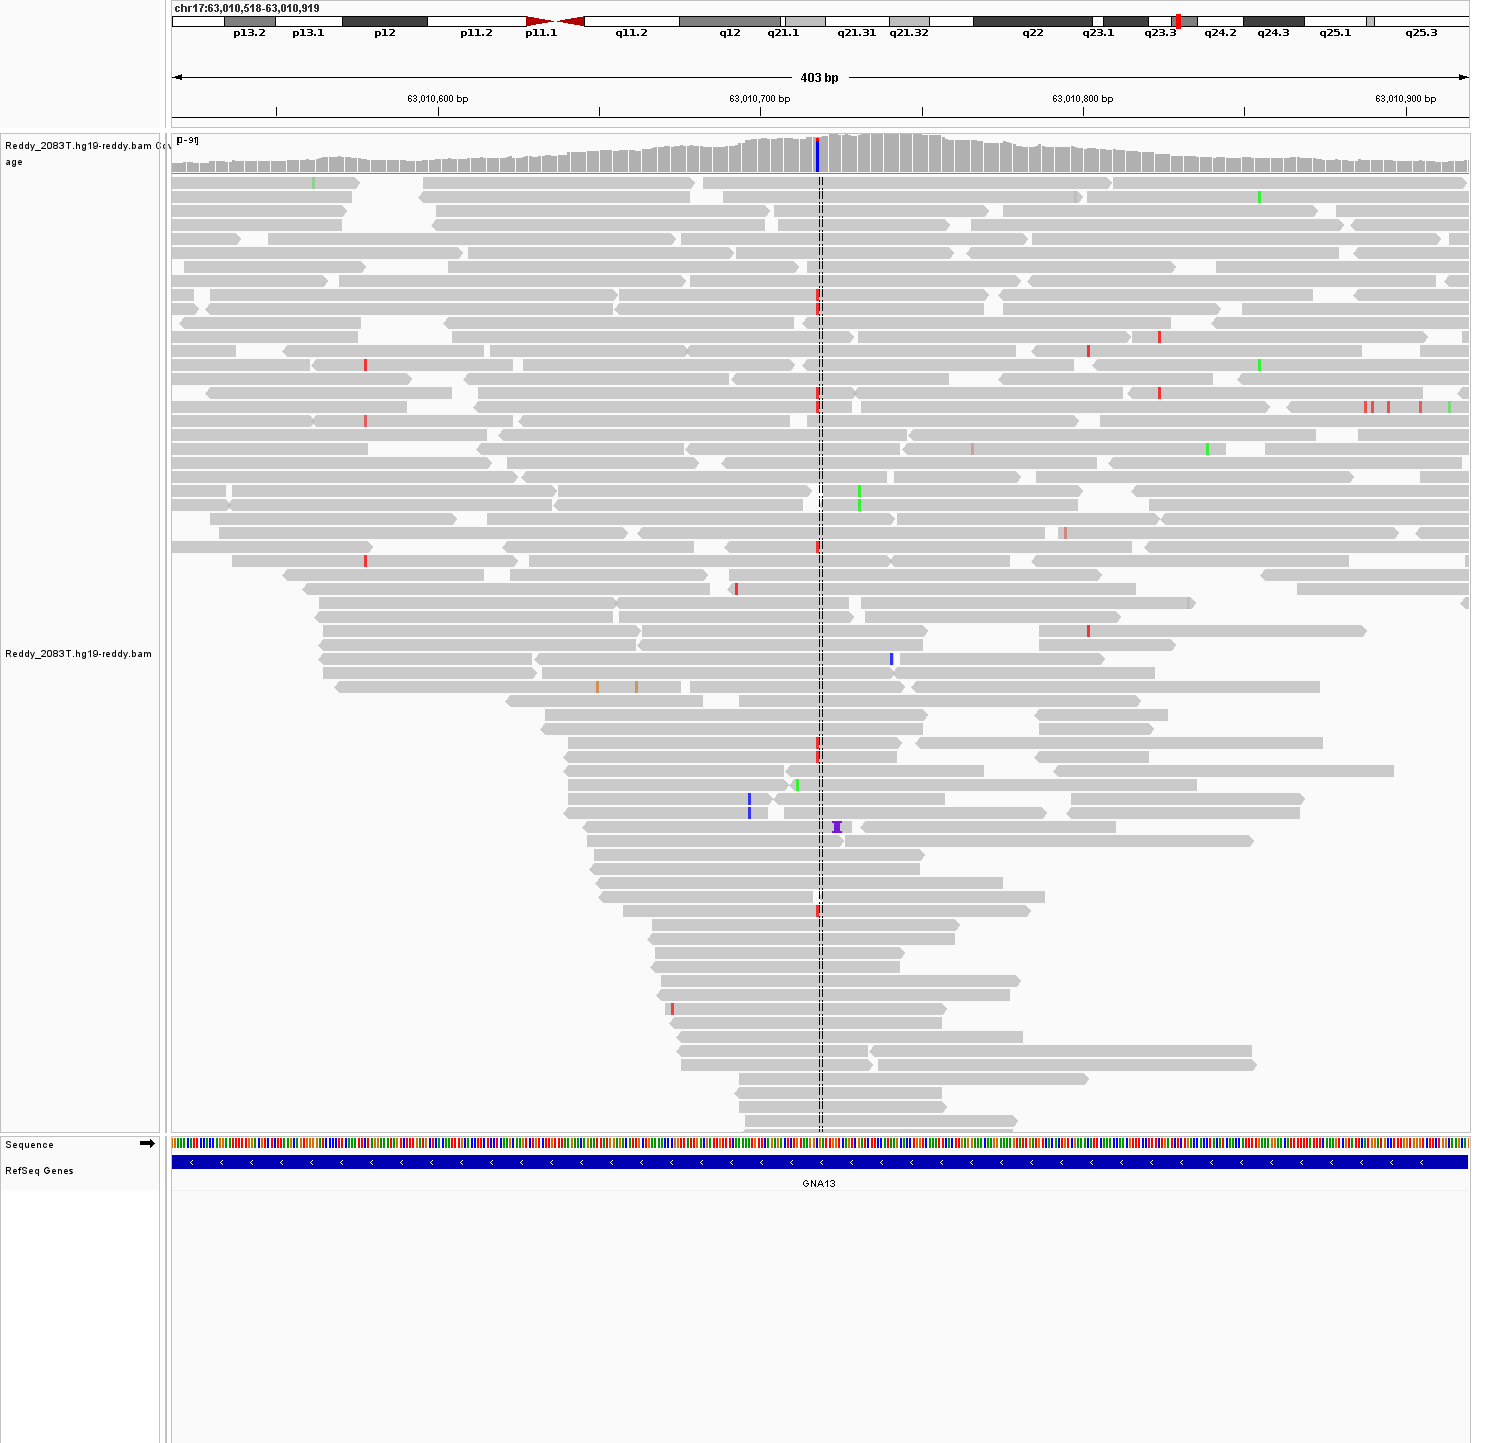 chr17:63,010,518-63,010,919
p13.2 p13.1 p12 p11.2 p11.1 q11.2 q12 q21.1 q21.31 q21.32 q22 q23.1 q23.3 q24.2 q24.3 q25.1 q25.3
403 bp
63,010,600 bp 63,010,700 bp 63,010,800 bp 63,010,900 bp
Reddy_2083T.hg19-reddy.bam Cov
age
[0-91]
Reddy_2083T.hg19-reddy.bam
Sequence
RefSeq Genes
GNA13